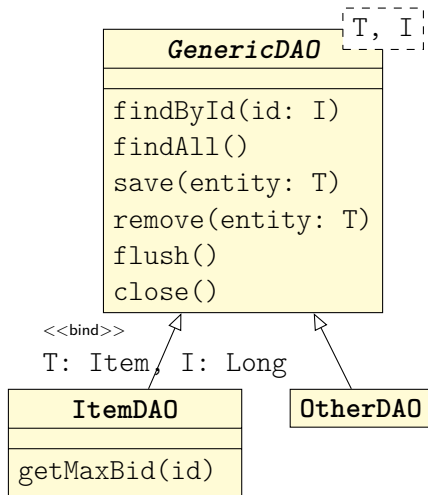 T, I
GenericDAO
findById(id: I)
findAll()
save(entity: T)
remove(entity: T)
flush()
close()
<<bind>>
T: Item, I: Long
ItemDAO
OtherDAO
getMaxBid(id)